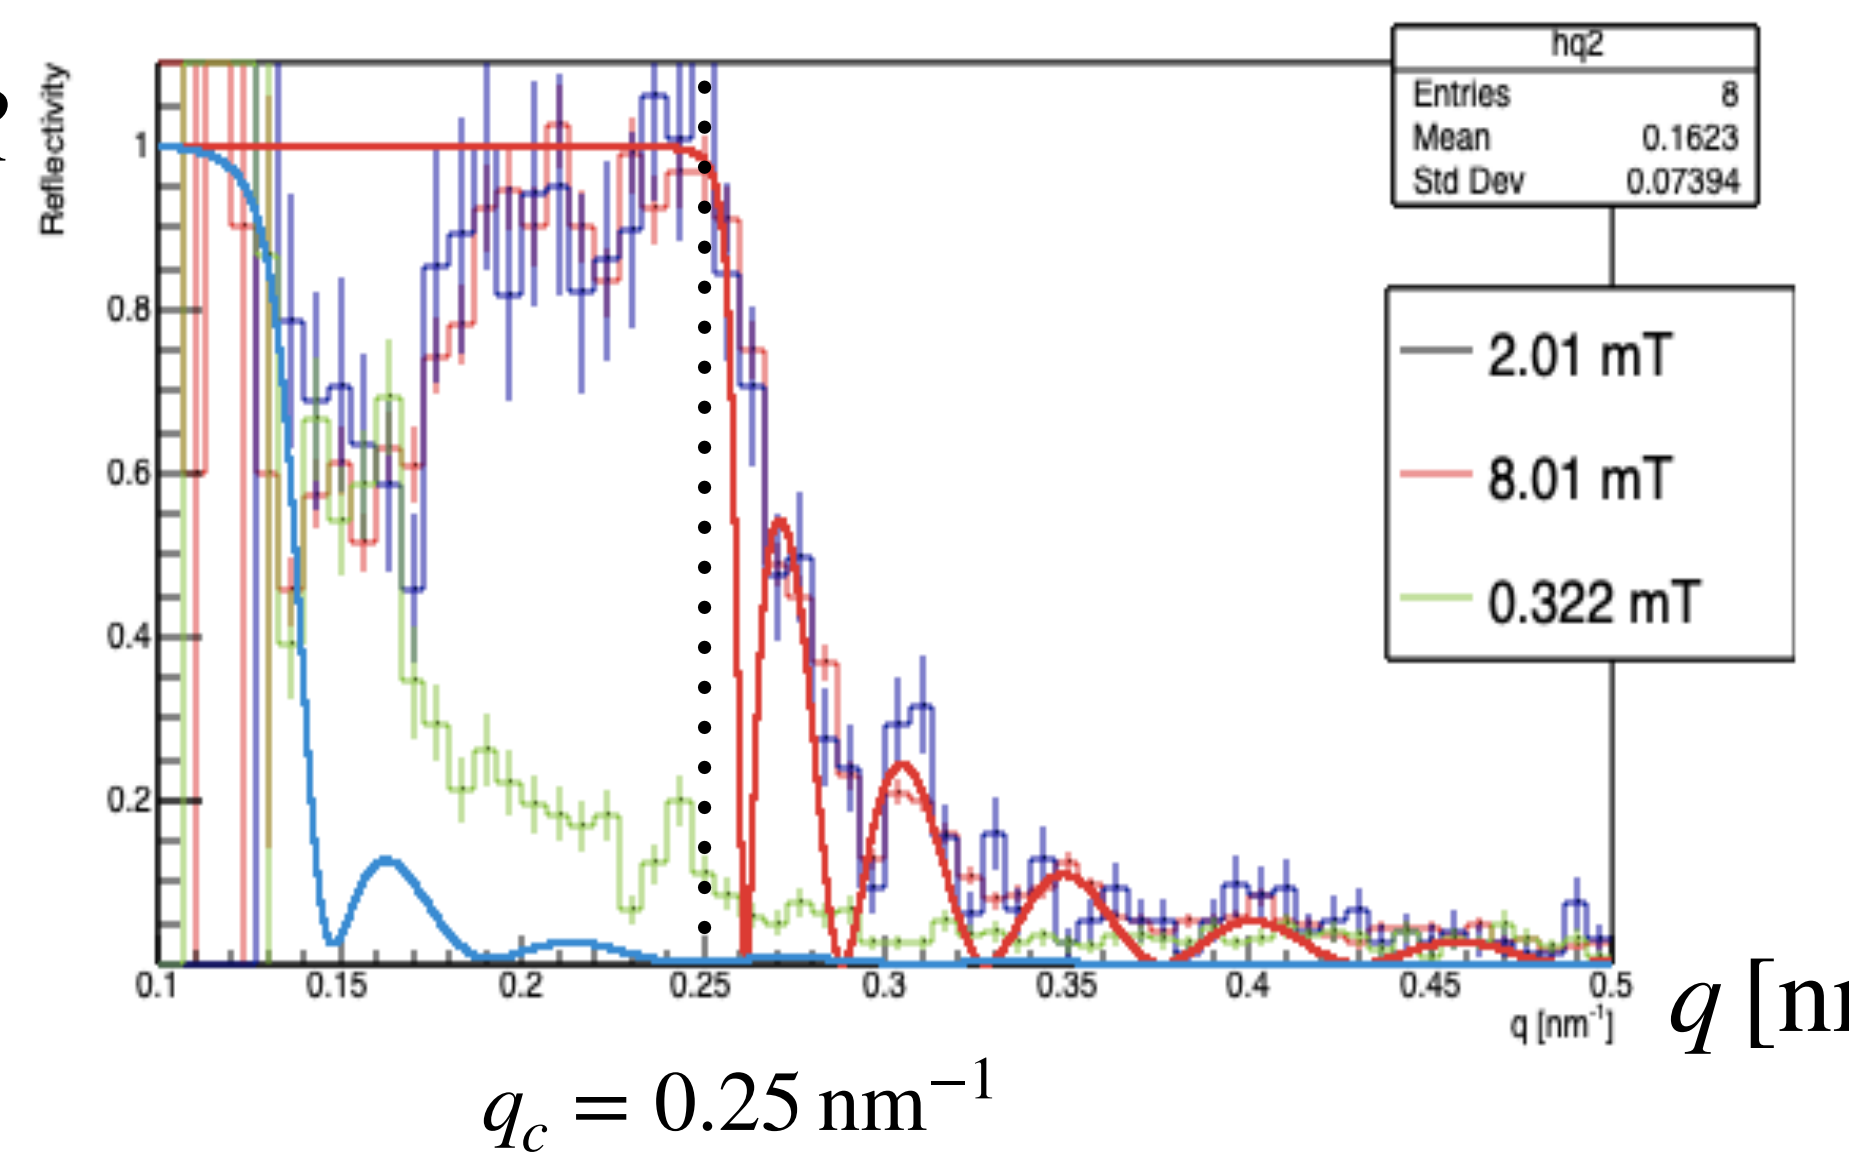 Reflectivity
hq2
Entries 8
Mean 0.1623
Std Dev 0.07394
2.01 mT
8.01 mT
0.322 mT
1
0.8
0.6
0.4
0.2
0.1 0.15 0.2 0.25 0.3 0.35 0.4 0.45 0.5
q [nm⁻¹]
q [n
q_c = 0.25 nm⁻¹